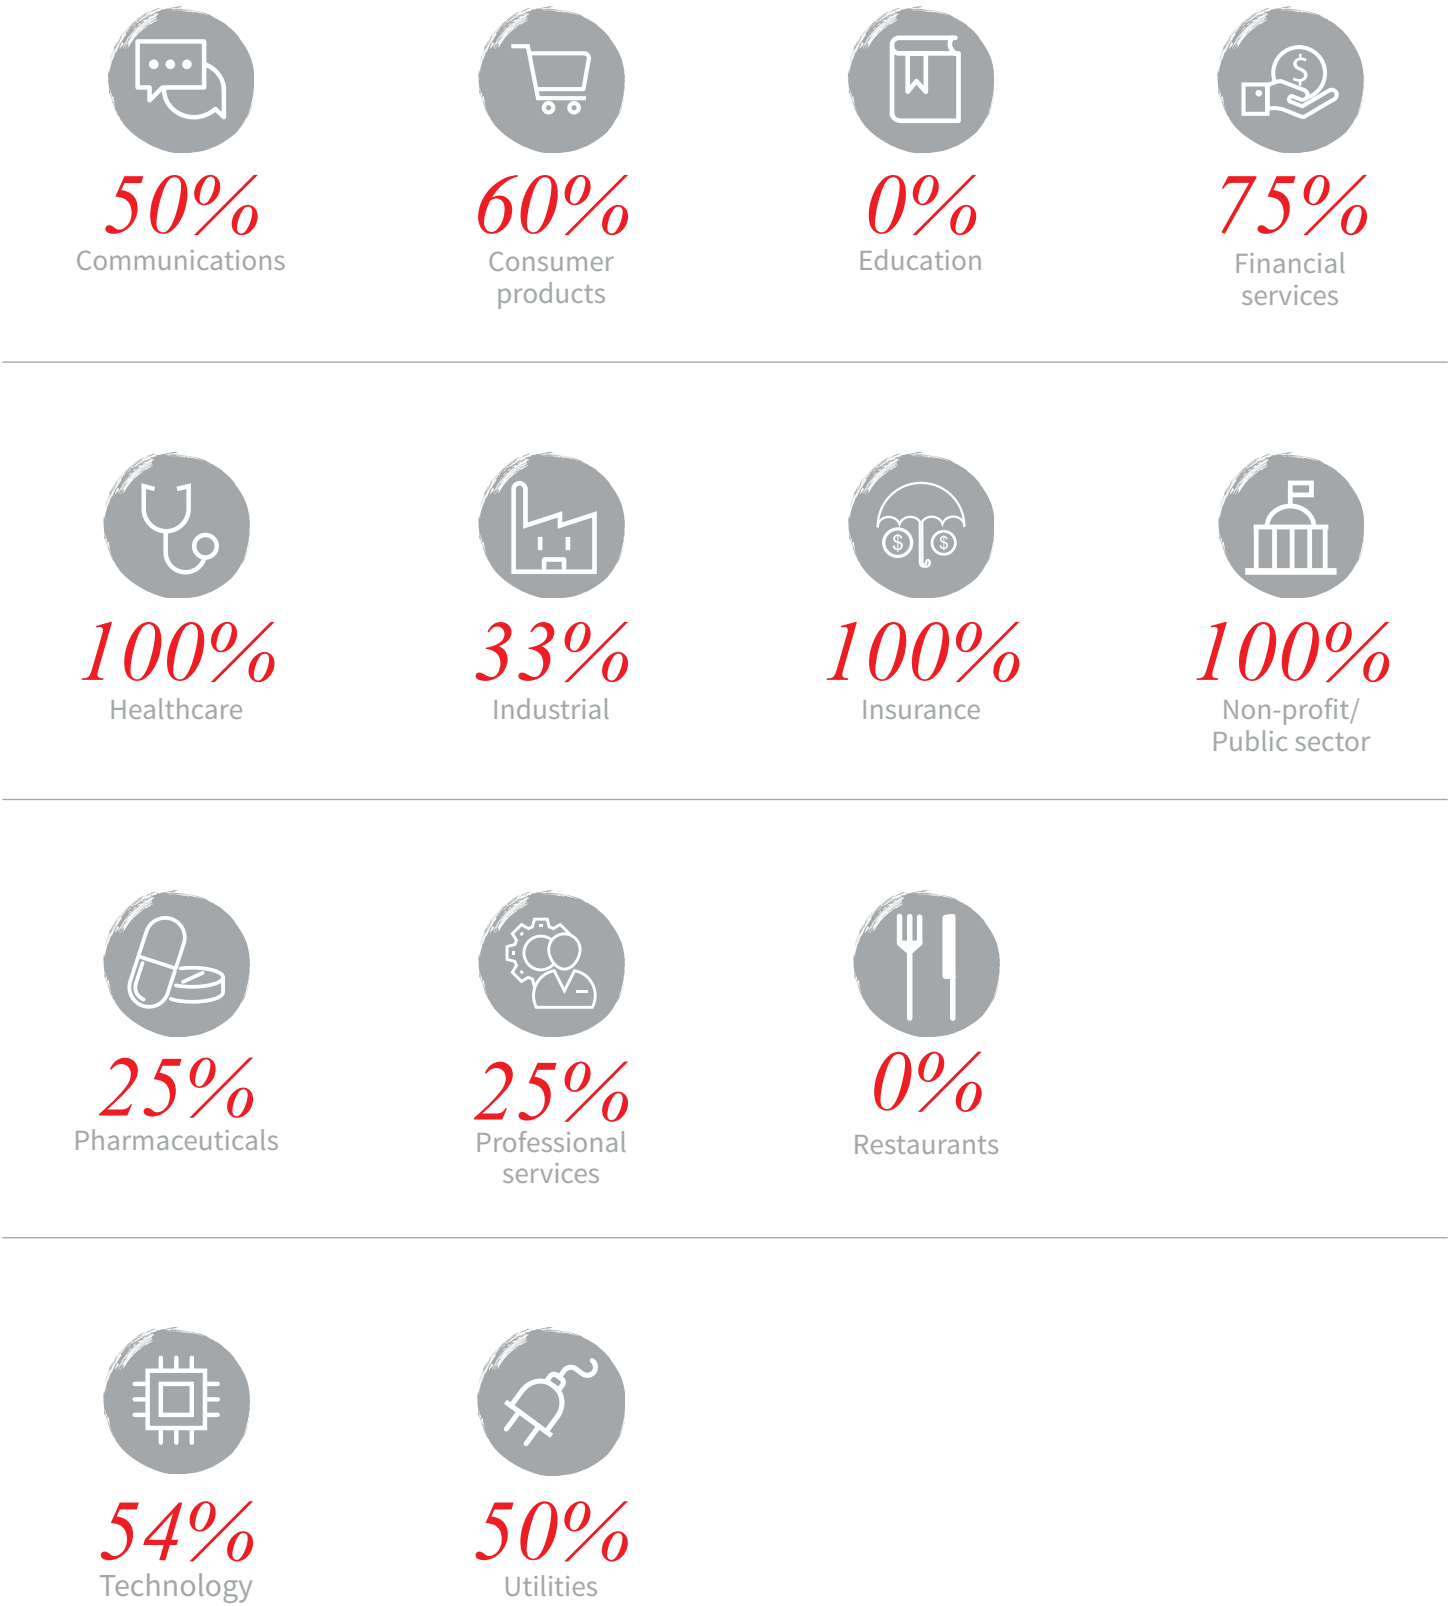 50%
Communications
60%
Consumer
products
0%
Education
75%
Financial
services
100%
Healthcare
33%
Industrial
100%
Insurance
100%
Non-profit/
Public sector
25%
Pharmaceuticals
25%
Professional
services
0%
Restaurants
54%
Technology
50%
Utilities